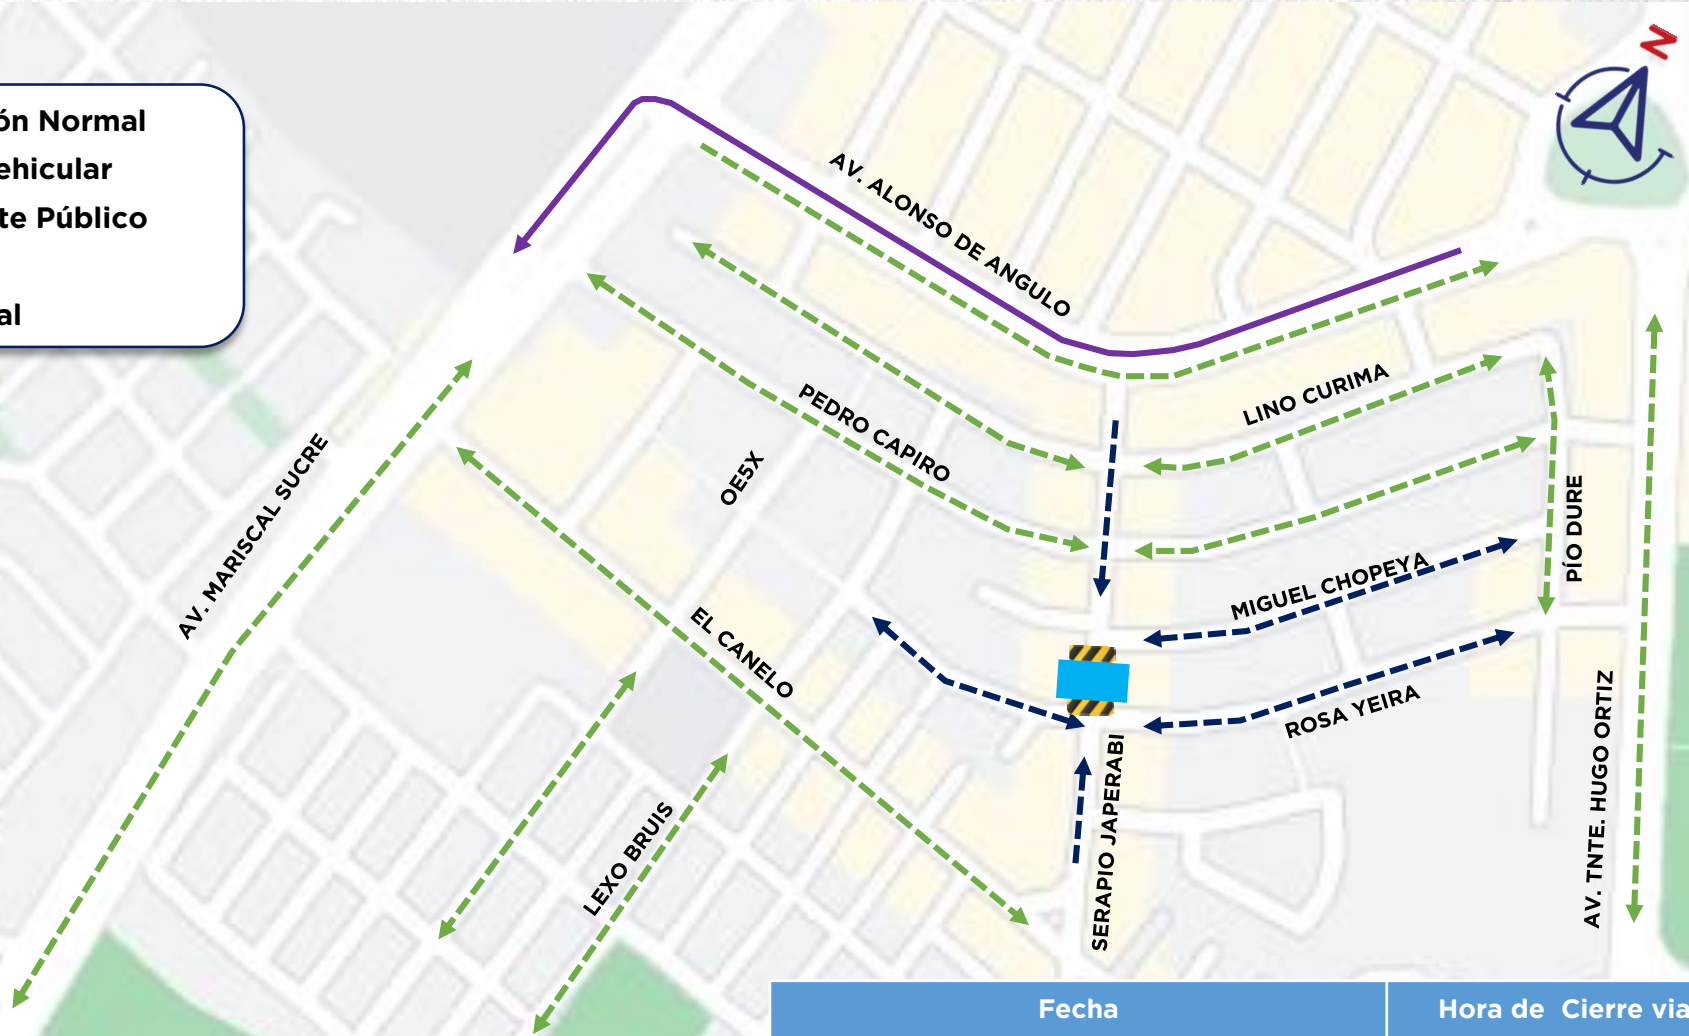 ón Normal
ehicular
te Público
al
N
AV. ALONSO DE ANGULO
LINO CURIMA
PEDRO CAPIRO
OE5X
AV. MARISCAL SUCRE
PÍO DURE
MIGUEL CHOPEYA
EL CANELO
ROSA YEIRA
AV. TNTE. HUGO ORTIZ
SERAPIO JAPERABI
LEXO BRUIS
Fecha
Hora de Cierre via